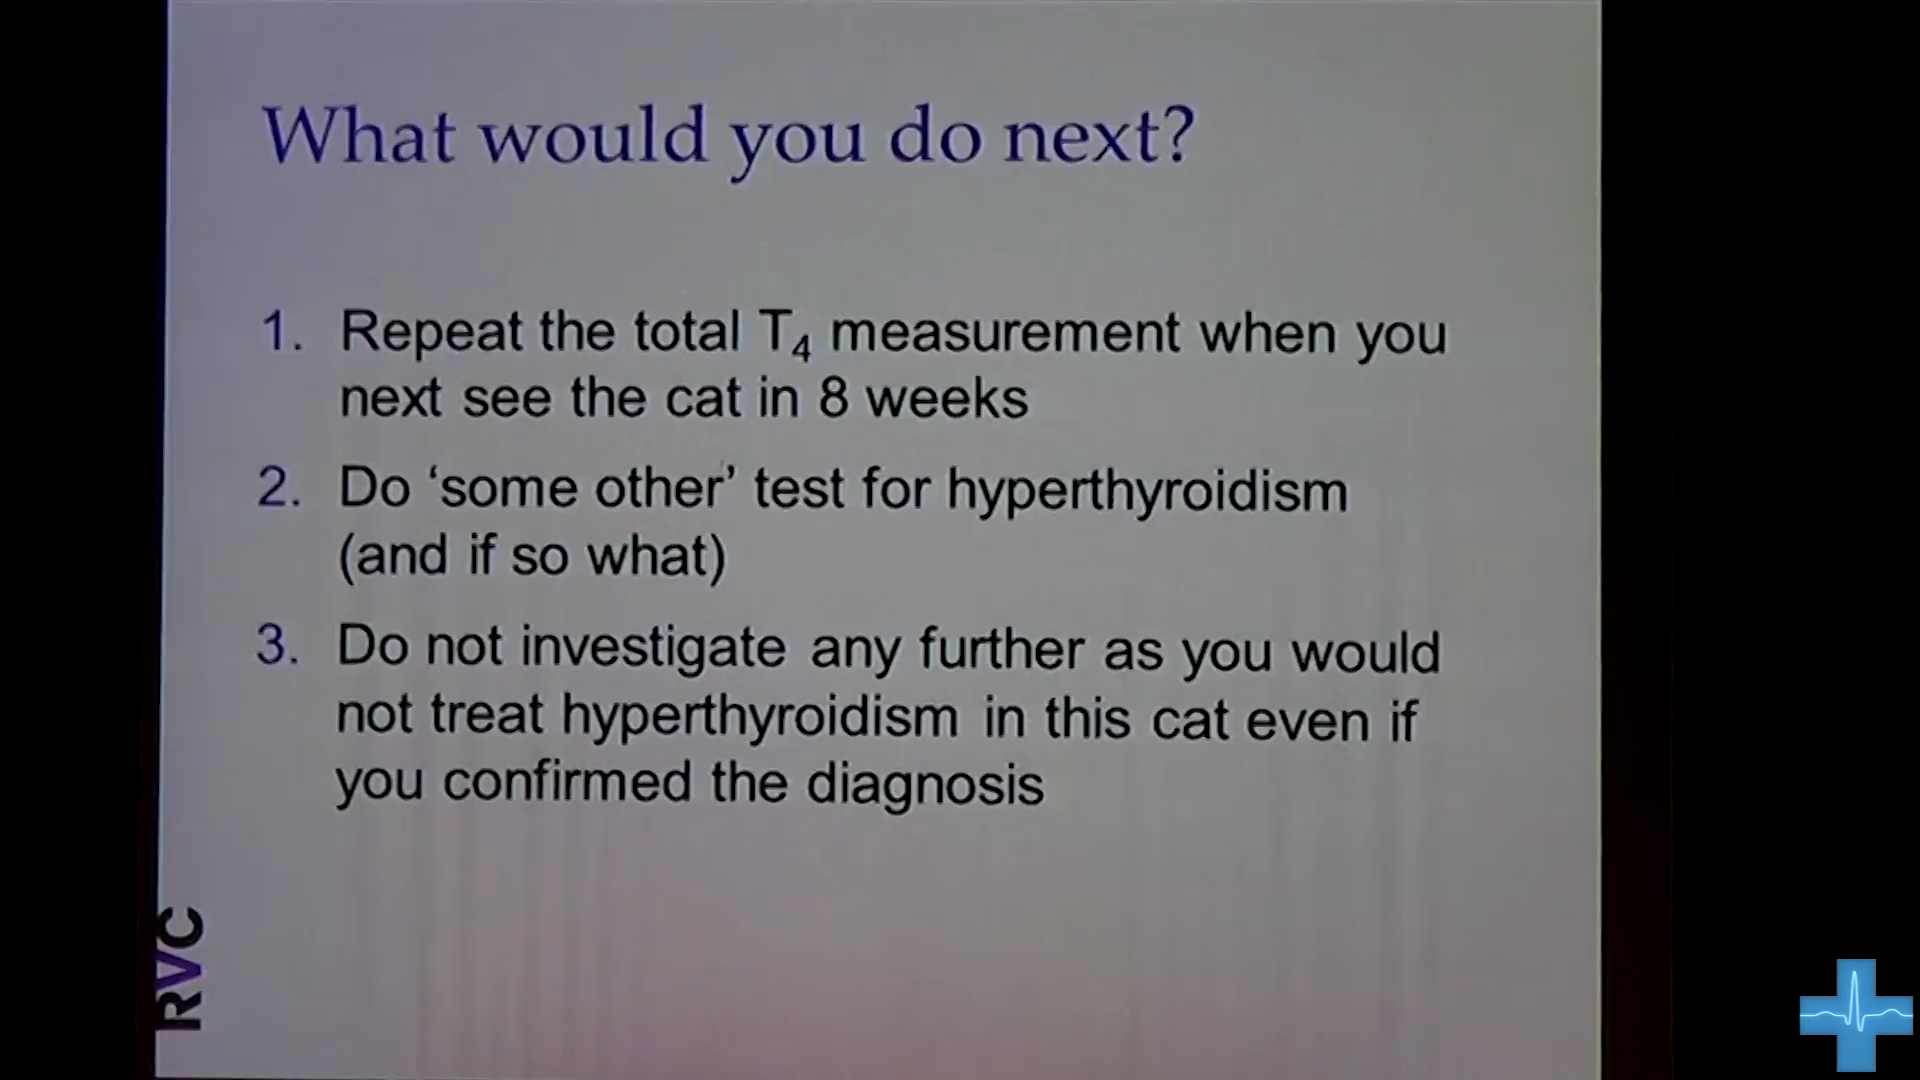 What would you do next?
1. Repeat the total T₄ measurement when you
next see the cat in 8 weeks
2. Do ‘some other’ test for hyperthyroidism
(and if so what)
3. Do not investigate any further as you would
not treat hyperthyroidism in this cat even if
you confirmed the diagnosis
RVC